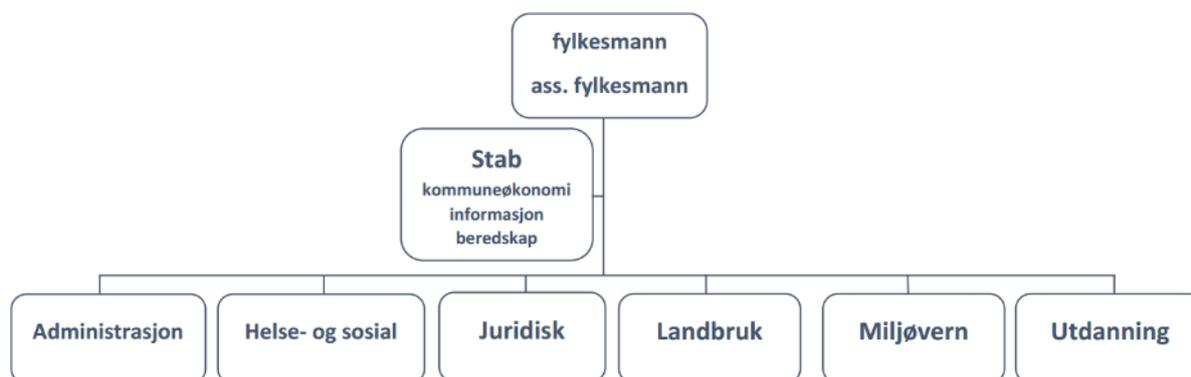 fylkesmann
ass. fylkesmann
Stab
kommuneøkonomi
informasjon
beredskap
Administrasjon
Helse- og sosial
Juridisk
Landbruk
Miljøvern
Utdanning